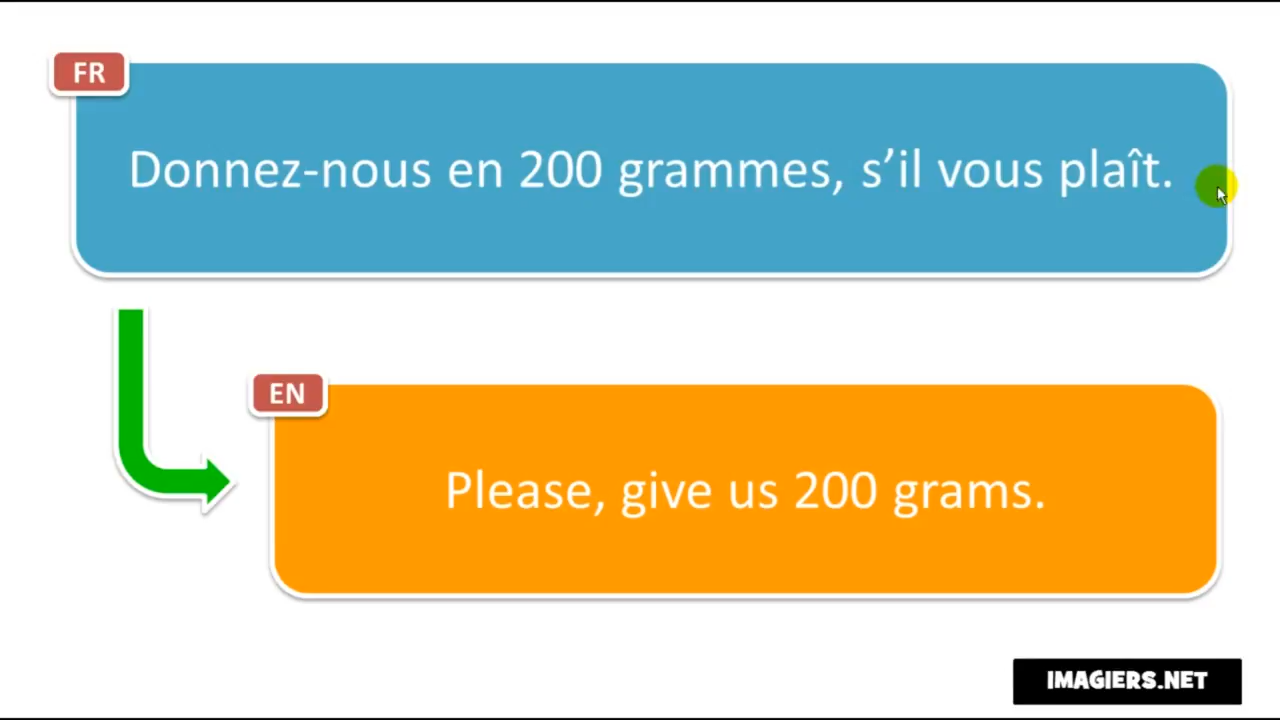 FR
Donnez-nous en 200 grammes, s’il vous plaît.
EN
Please, give us 200 grams.
IMAGIERS.NET